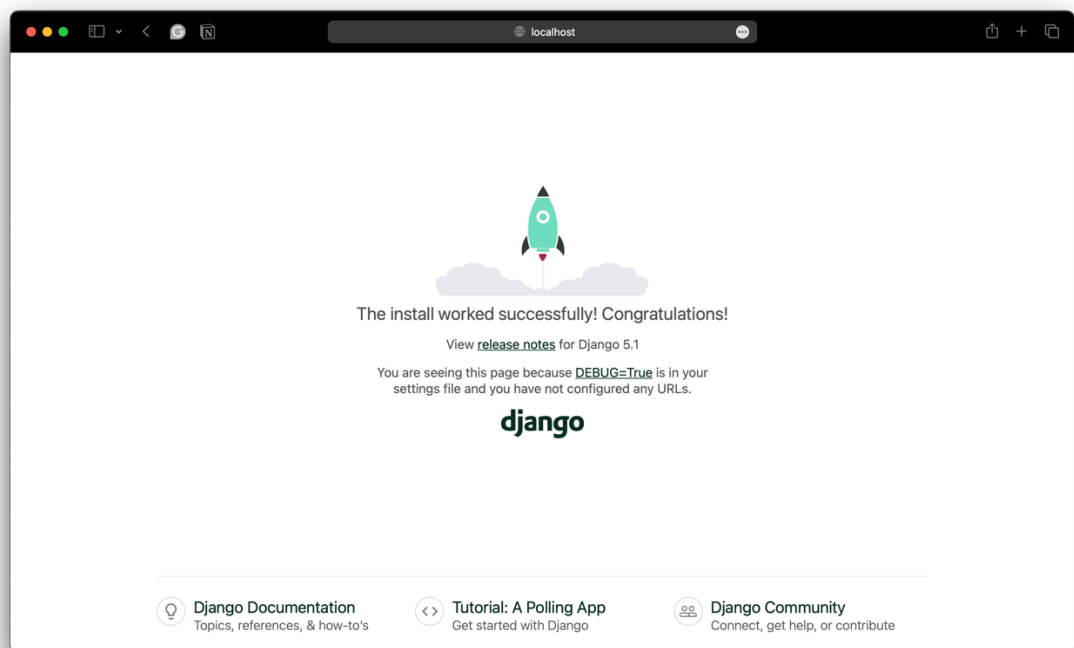 localhost
The install worked successfully! Congratulations!
View release notes for Django 5.1
You are seeing this page because DEBUG=True is in your
settings file and you have not configured any URLs.
django
Django Documentation
Topics, references, & how-to’s
Tutorial: A Polling App
Get started with Django
Django Community
Connect, get help, or contribute